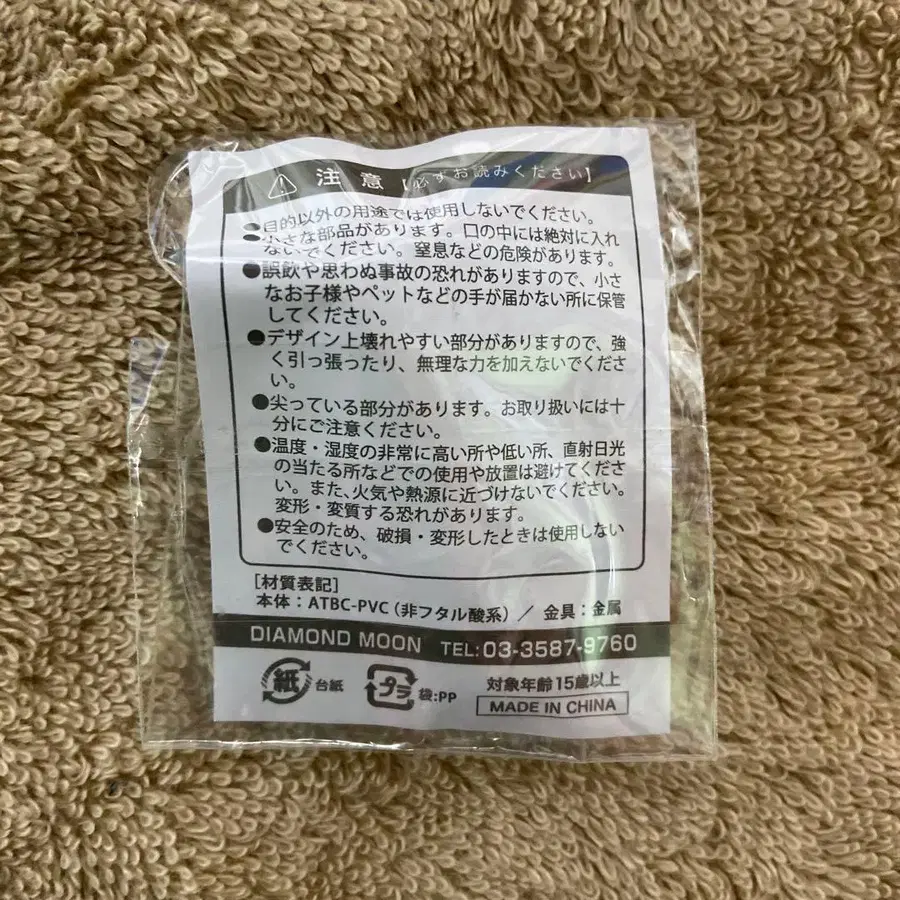 注意【必ずお読みください】
●目的以外の用途では使用しないでください。
●小さな部品があります。口の中には絶対に入れ
ないでください。窒息などの危険があります。
●誤飲や思わぬ事故の恐れがありますので、小さ
なお子様やペットなどの手が届かない所に保管
してください。
●デザイン上壊れやすい部分がありますので、強
く引っ張ったり、無理な力を加えないでくださ
い。
●尖っている部分があります。お取り扱いには十
分にご注意ください。
●温度・湿度の非常に高い所や低い所、直射日光
の当たる所などでの使用や放置は避けてくださ
い。また、火気や熱源に近づけないでください。
変形・変質する恐れがあります。
●安全のため、破損・変形したときは使用しない
でください。
[材質表記]
本体：ATBC-PVC（非フタル酸系）／ 金具：金属
DIAMOND MOON TEL:03-3587-9760
紙 台紙 プラ 袋:PP 対象年齢15歳以上
MADE IN CHINA